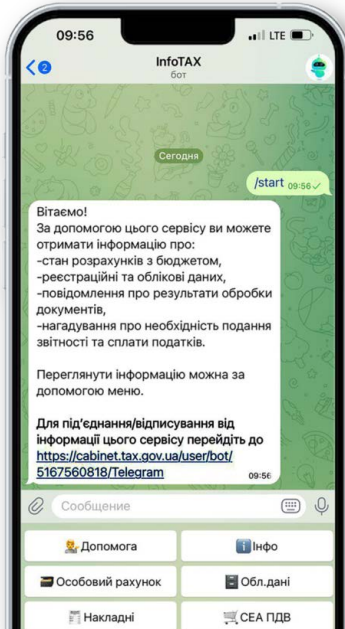 09:56
LTE
2
InfoTAX
бот
Сегодня
/start 09:56
Вітаємо!
За допомогою цього сервісу ви можете
отримати інформацію про:
-стан розрахунків з бюджетом,
-реєстраційні та облікові даних,
-повідомлення про результати обробки
документів,
-нагадування про необхідність подання
звітності та сплати податків.
Переглянути інформацію можна за
допомогою меню.
Для під'єднання/відписування від
інформації цього сервісу перейдіть до
https://cabinet.tax.gov.ua/user/bot/
5167560818/Telegram 09:56
Сообщение
Допомога
Інфо
Особовий рахунок
Обл.дані
Накладні
СЕА ПДВ